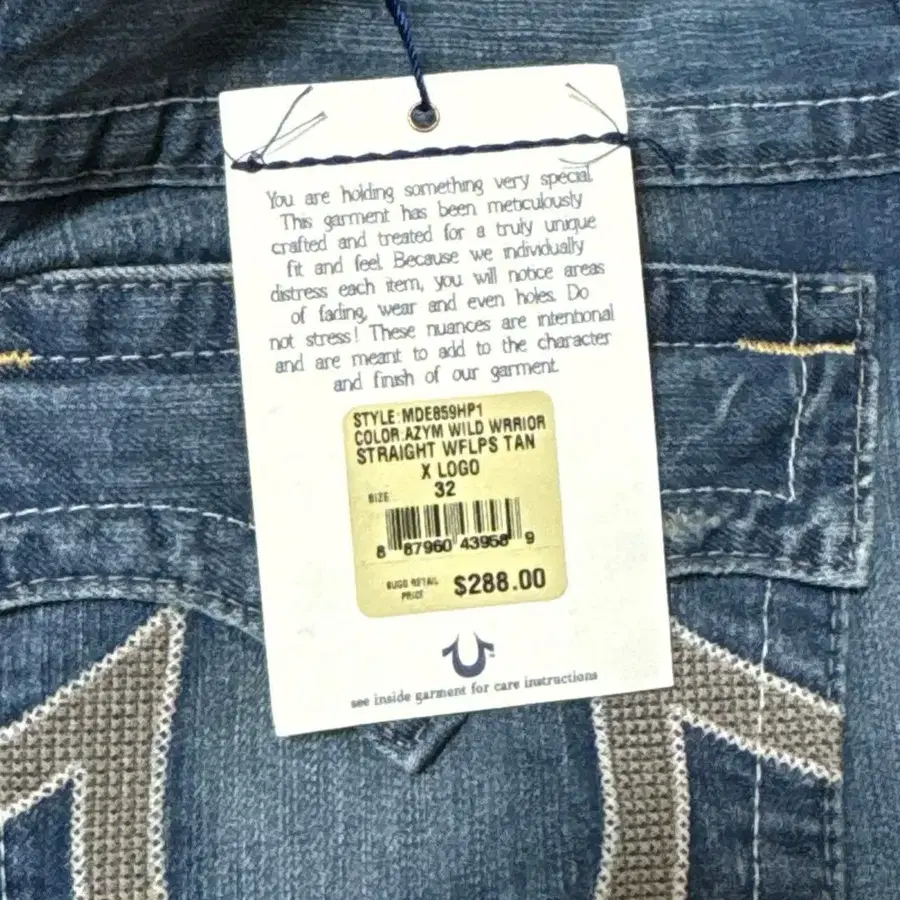 You are holding something very special.
This garment has been meticulously
crafted and treated for a truly unique
fit and feel. Because we individually
distress each item, you will notice areas
of fading, wear and even holes. Do
not stress! These nuances are intentional
and are meant to add to the character
and finish of our garment.
STYLE:MDE859HP1
COLOR:AZYM WILD WRRIOR
STRAIGHT WFLPS TAN
X LOGO
SIZE 32
8 87960 43958 9
SUGG RETAIL
PRICE $288.00
see inside garment for care instructions